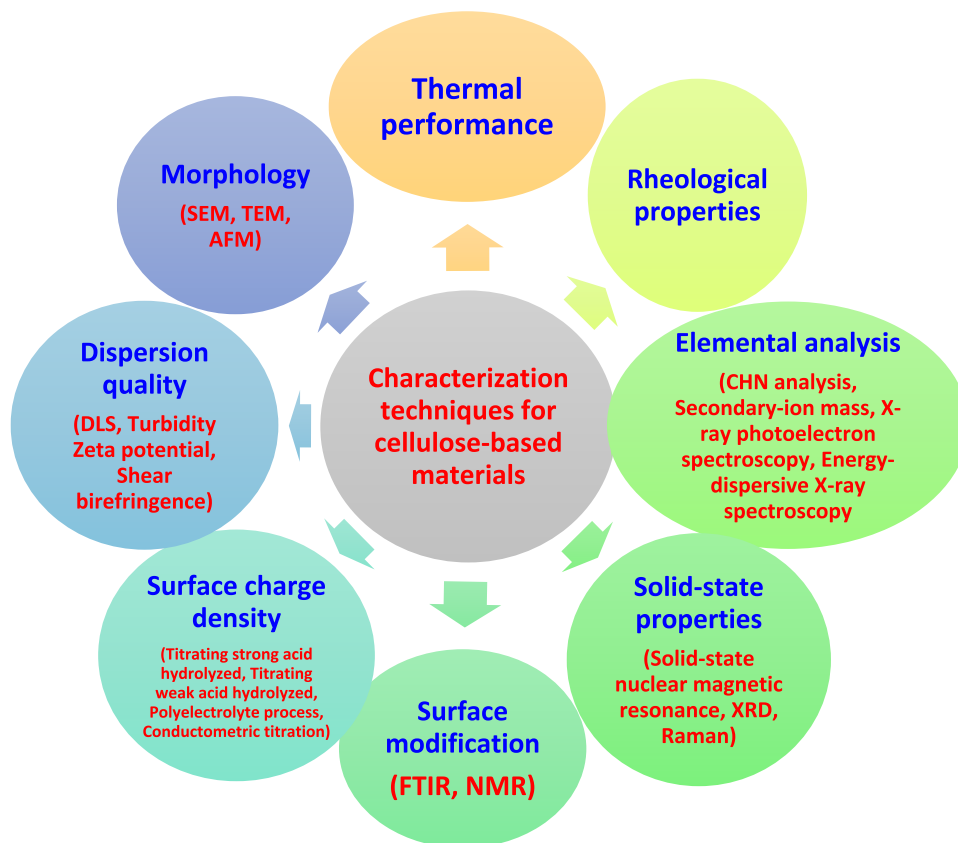 Thermal
performance
Rheological
properties
Elemental analysis
(CHN analysis,
Secondary-ion mass, X-
ray photoelectron
spectroscopy, Energy-
dispersive X-ray
spectroscopy
Solid-state
properties
(Solid-state
nuclear magnetic
resonance, XRD,
Raman)
Surface
modification
(FTIR, NMR)
Surface charge
density
(Titrating strong acid
hydrolyzed, Titrating
weak acid hydrolyzed,
Polyelectrolyte process,
Conductometric titration)
Dispersion
quality
(DLS, Turbidity
Zeta potential,
Shear
birefringence)
Morphology
(SEM, TEM,
AFM)
Characterization
techniques for
cellulose-based
materials